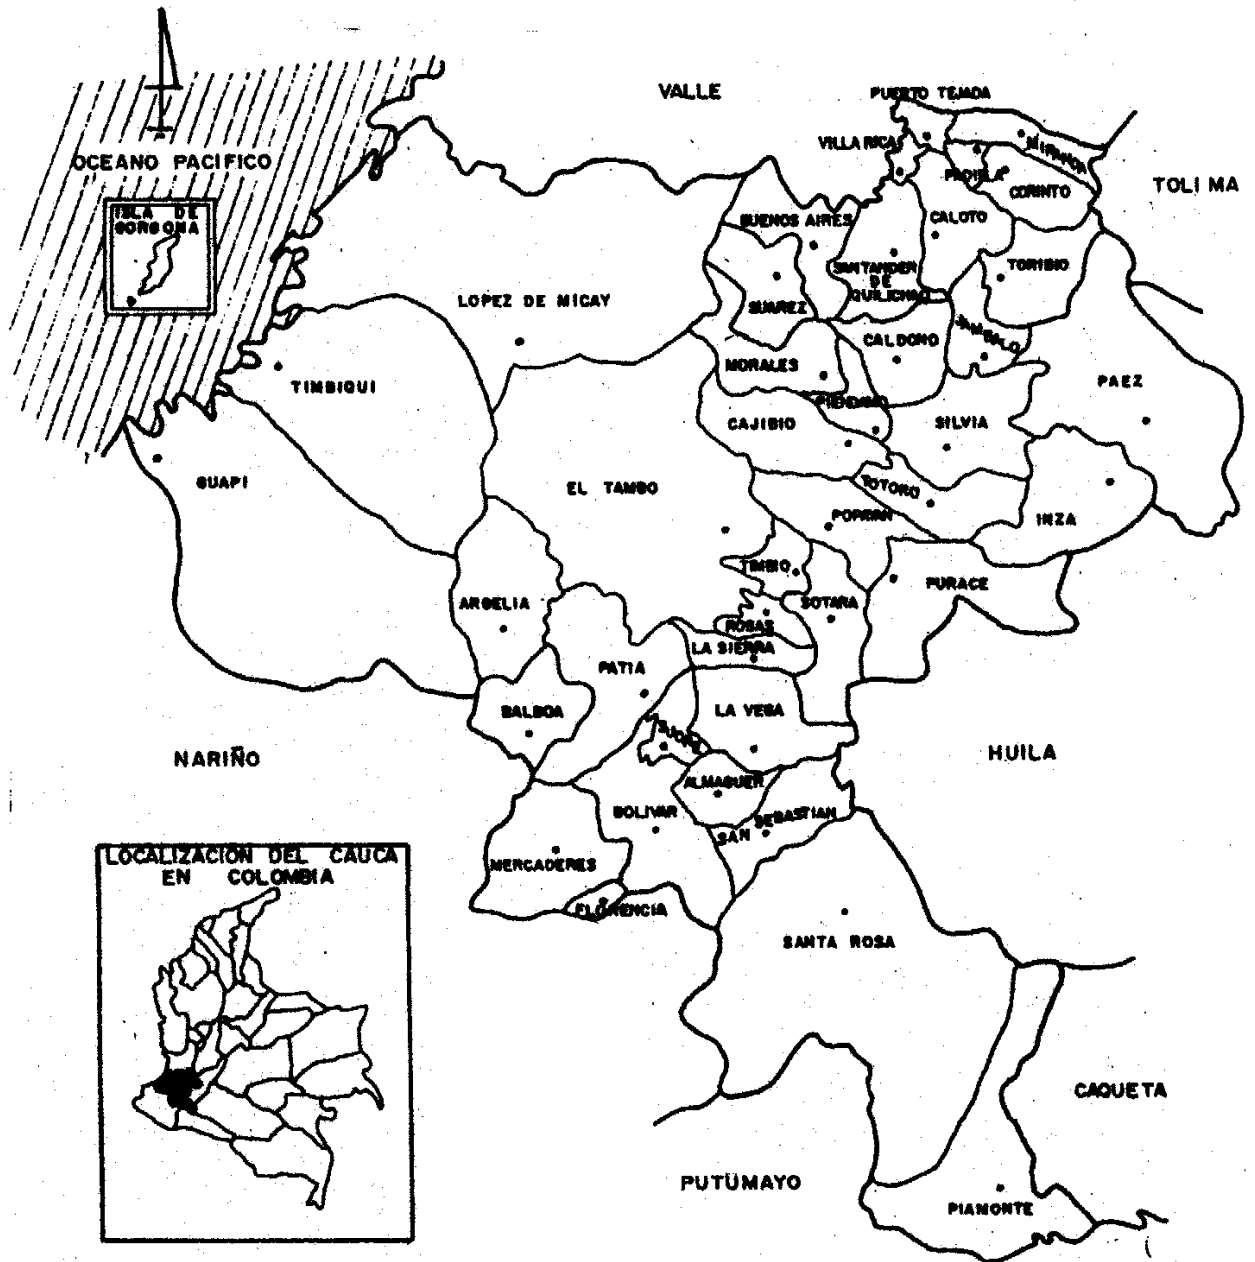 VALLE
PUERTO TEJADA
VILLA RICA
MIRANDA
OCEANO PACIFICO
PADILLA
TOLIMA
CORINTO
ISLA DE
GORGONA
BUENOS AIRES
CALOTO
SANTANDER
DE
QUILICHAO
TORIBIO
LOPEZ DE MICAY
SUAREZ
JAMBALO
CALDONO
MORALES
TIMBIQUI
PAEZ
PIENDAMO
CAJIBIO
SILVIA
GUAPI
EL TAMBO
TOTORO
POPAYAN
INZA
TIMBIO
PURACE
ARGELIA
SOTARA
ROSAS
LA SIERRA
PATIA
BALBOA
LA VEGA
SUCRE
NARIÑO
HUILA
ALMAGUER
BOLIVAR
SAN SEBASTIAN
LOCALIZACION DEL CAUCA
EN COLOMBIA
MERCADERES
FLORENCIA
SANTA ROSA
CAQUETA
PUTUMAYO
PIAMONTE